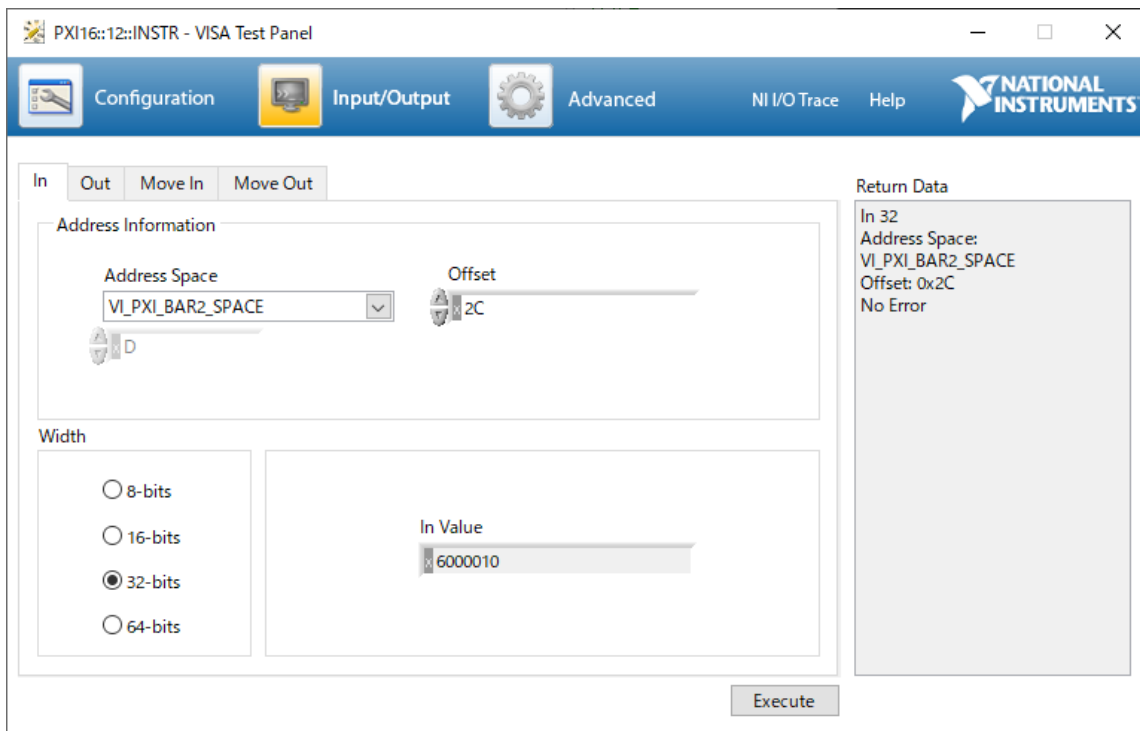 PXI16::12::INSTR - VISA Test Panel
Configuration
Input/Output
Advanced
NI I/O Trace
Help
NATIONAL
INSTRUMENTS
In
Out
Move In
Move Out
Address Information
Address Space
VI_PXI_BAR2_SPACE
x D
Offset
x 2C
Width
8-bits
16-bits
32-bits
64-bits
In Value
x 6000010
Return Data
In 32
Address Space:
VI_PXI_BAR2_SPACE
Offset: 0x2C
No Error
Execute